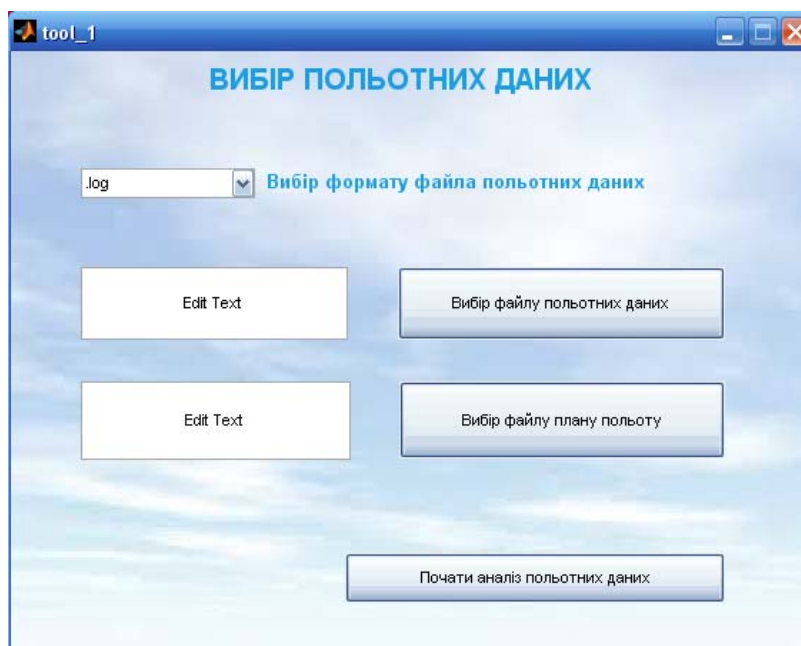 tool_1
ВИБІР ПОЛЬОТНИХ ДАНИХ
.log
Вибір формату файла польотних даних
Edit Text
Вибір файлу польотних даних
Edit Text
Вибір файлу плану польоту
Почати аналіз польотних даних